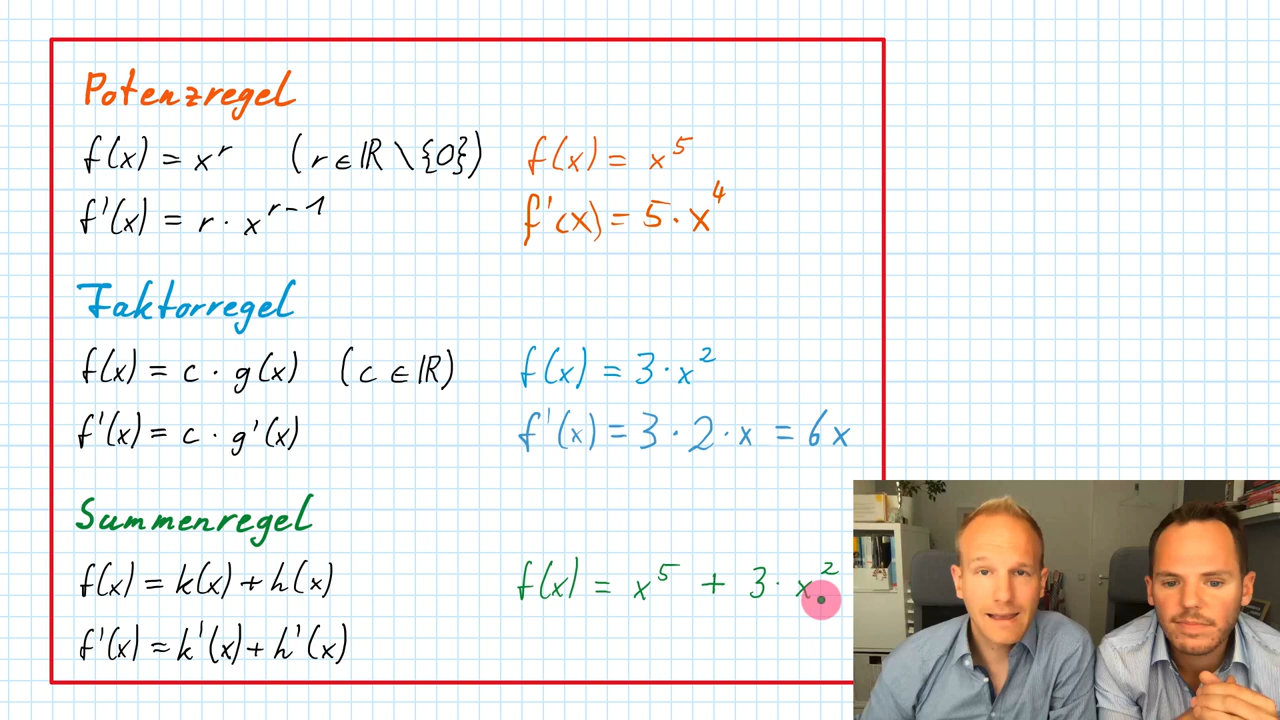 Potenzregel
f(x) = x^r (r ∈ ℝ \ {0}) f(x) = x^5
f'(x) = r · x^{r-1} f'(x) = 5 · x^4
Faktorregel
f(x) = c · g(x) (c ∈ ℝ) f(x) = 3 · x^2
f'(x) = c · g'(x) f'(x) = 3 · 2 · x = 6x
Summenregel
f(x) = k(x) + h(x) f(x) = x^5 + 3 · x^2
f'(x) = k'(x) + h'(x)